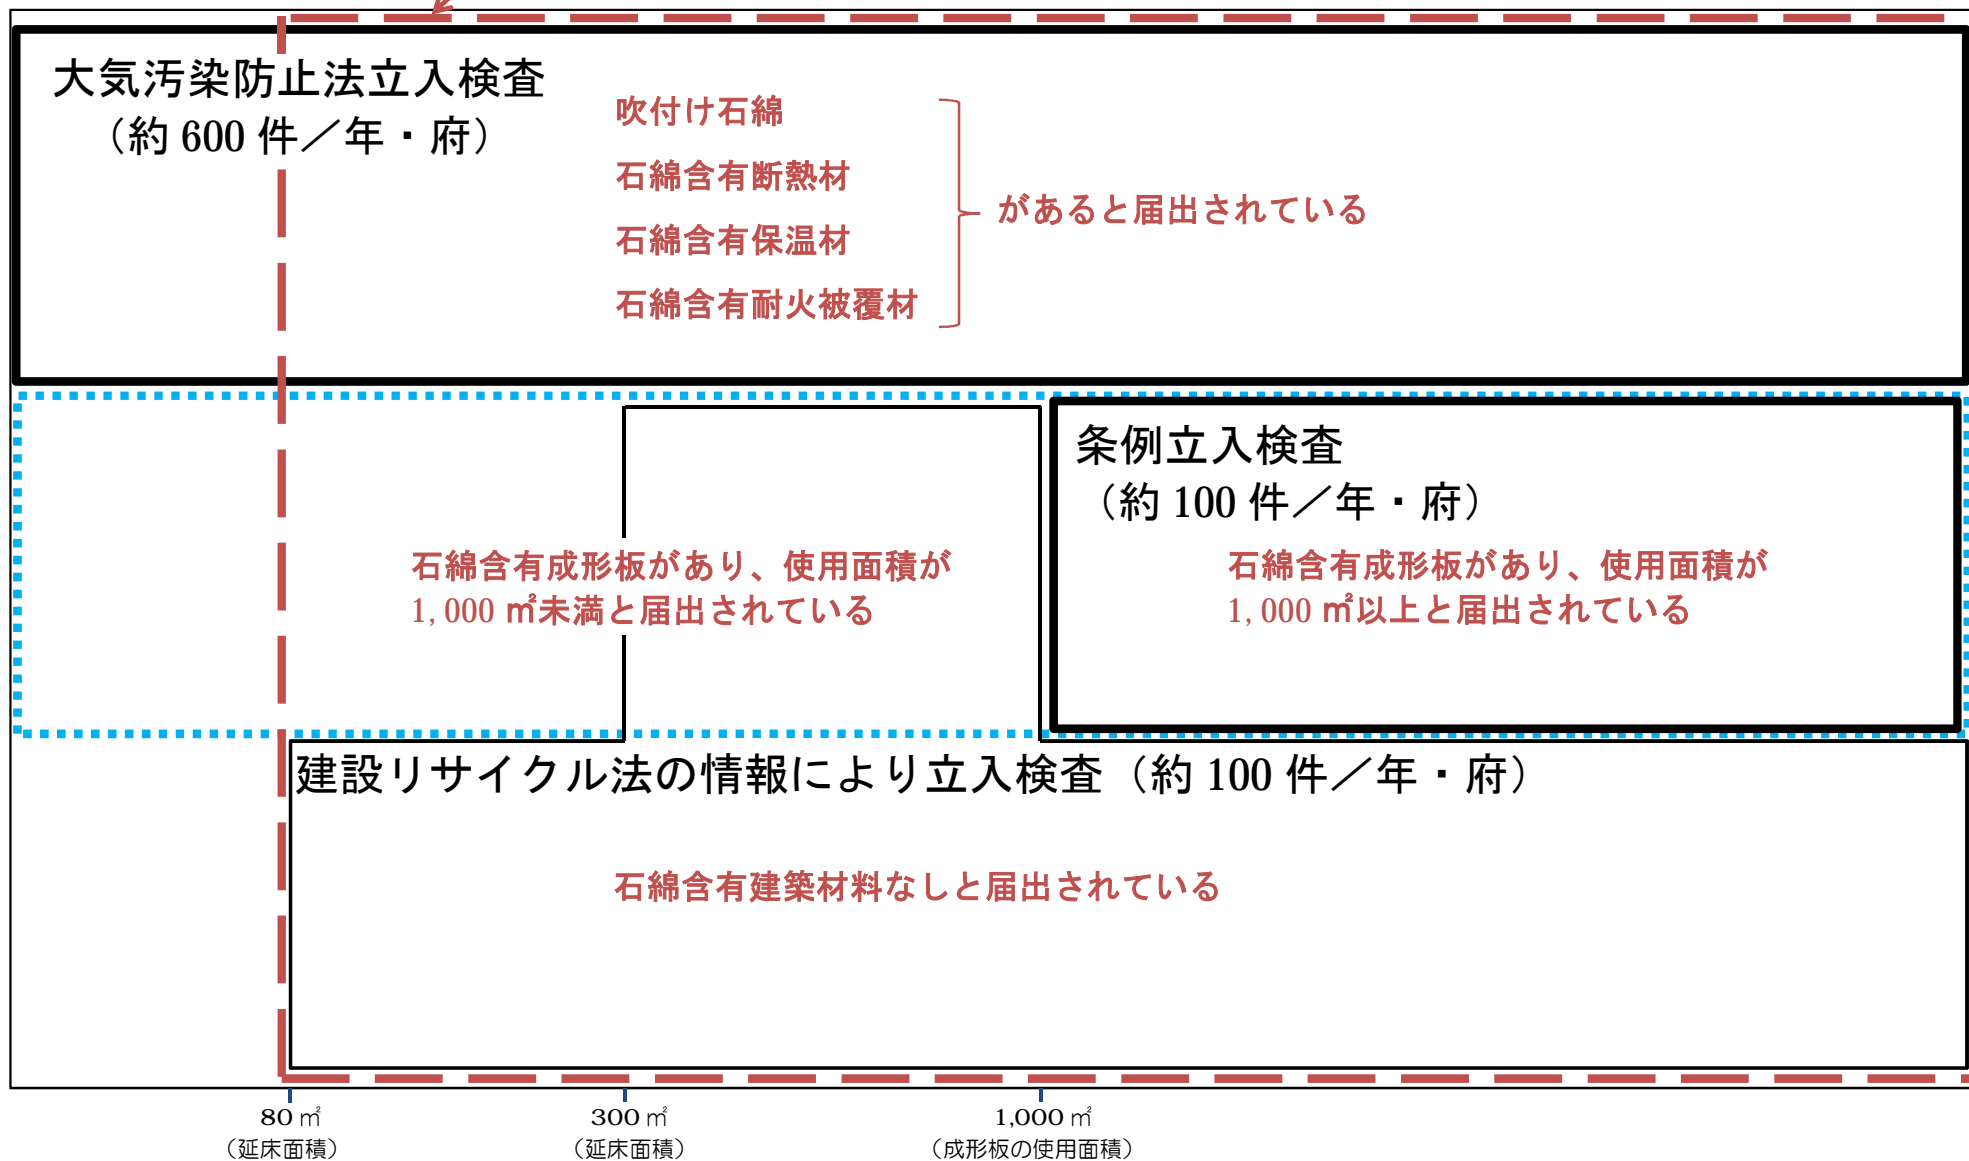 大気汚染防止法立入検査
（約 600 件／年・府）
吹付け石綿
石綿含有断熱材
石綿含有保温材
石綿含有耐火被覆材
があると届出されている
条例立入検査
（約 100 件／年・府）
石綿含有成形板があり、使用面積が
1,000 ㎡未満と届出されている
石綿含有成形板があり、使用面積が
1,000 ㎡以上と届出されている
建設リサイクル法の情報により立入検査（約 100 件／年・府）
石綿含有建築材料なしと届出されている
80 ㎡
（延床面積）
300 ㎡
（延床面積）
1,000 ㎡
（成形板の使用面積）